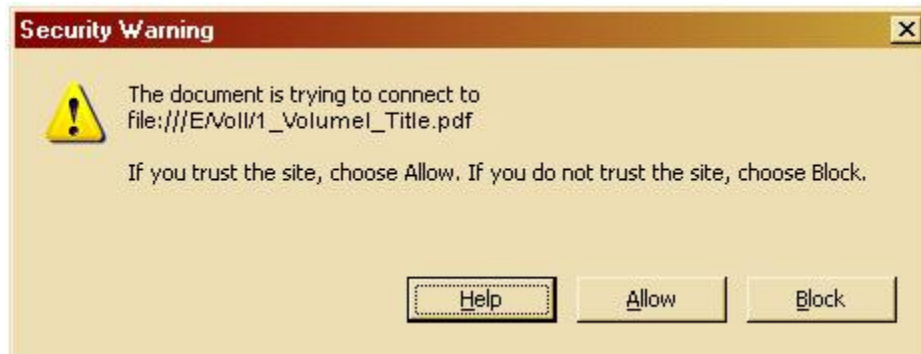 Security Warning
The document is trying to connect to
file:///E/VolI/1_VolumeI_Title.pdf
If you trust the site, choose Allow. If you do not trust the site, choose Block.
Help
Allow
Block